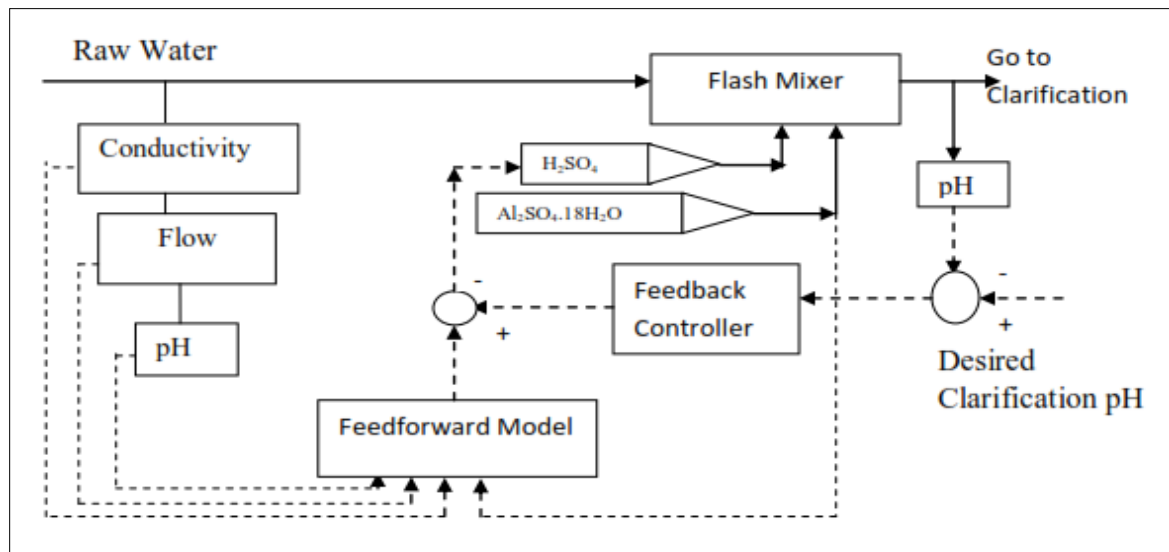 Raw Water
Flash Mixer
Go to
Clarification
Conductivity
H₂SO₄
pH
Al₂SO₄.18H₂O
Flow
-
-
Feedback
Controller
+
+
pH
Desired
Clarification pH
Feedforward Model